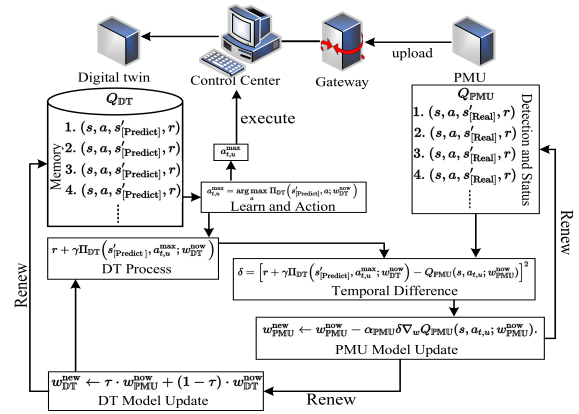 upload
Digital twin
Control Center
Gateway
PMU
Q_DT
Memory
1. (s, a, s′_[Predict], r)
2. (s, a, s′_[Predict], r)
3. (s, a, s′_[Predict], r)
4. (s, a, s′_[Predict], r)
⋮
execute
a^max_{t,u}
a^max_{t,u} = arg max_a Π_DT(s′_[Predict], a; w^now_DT)
Learn and Action
Q_PMU
Detection and Status
1. (s, a, s′_[Real], r)
2. (s, a, s′_[Real], r)
3. (s, a, s′_[Real], r)
4. (s, a, s′_[Real], r)
⋮
r + γΠ_DT(s′_[Predict], a^max_{t,u}; w^now_DT)
DT Process
δ = [r + γΠ_DT(s′_[Predict], a^max_{t,u}; w^now_DT) − Q_PMU(s, a_{t,u}; w^now_PMU)]^2
Temporal Difference
w^new_PMU ← w^now_PMU − α_PMU δ∇_w Q_PMU(s, a_{t,u}; w^now_PMU).
PMU Model Update
w^new_DT ← τ · w^now_PMU + (1 − τ) · w^now_DT
DT Model Update
Renew
Renew
Renew